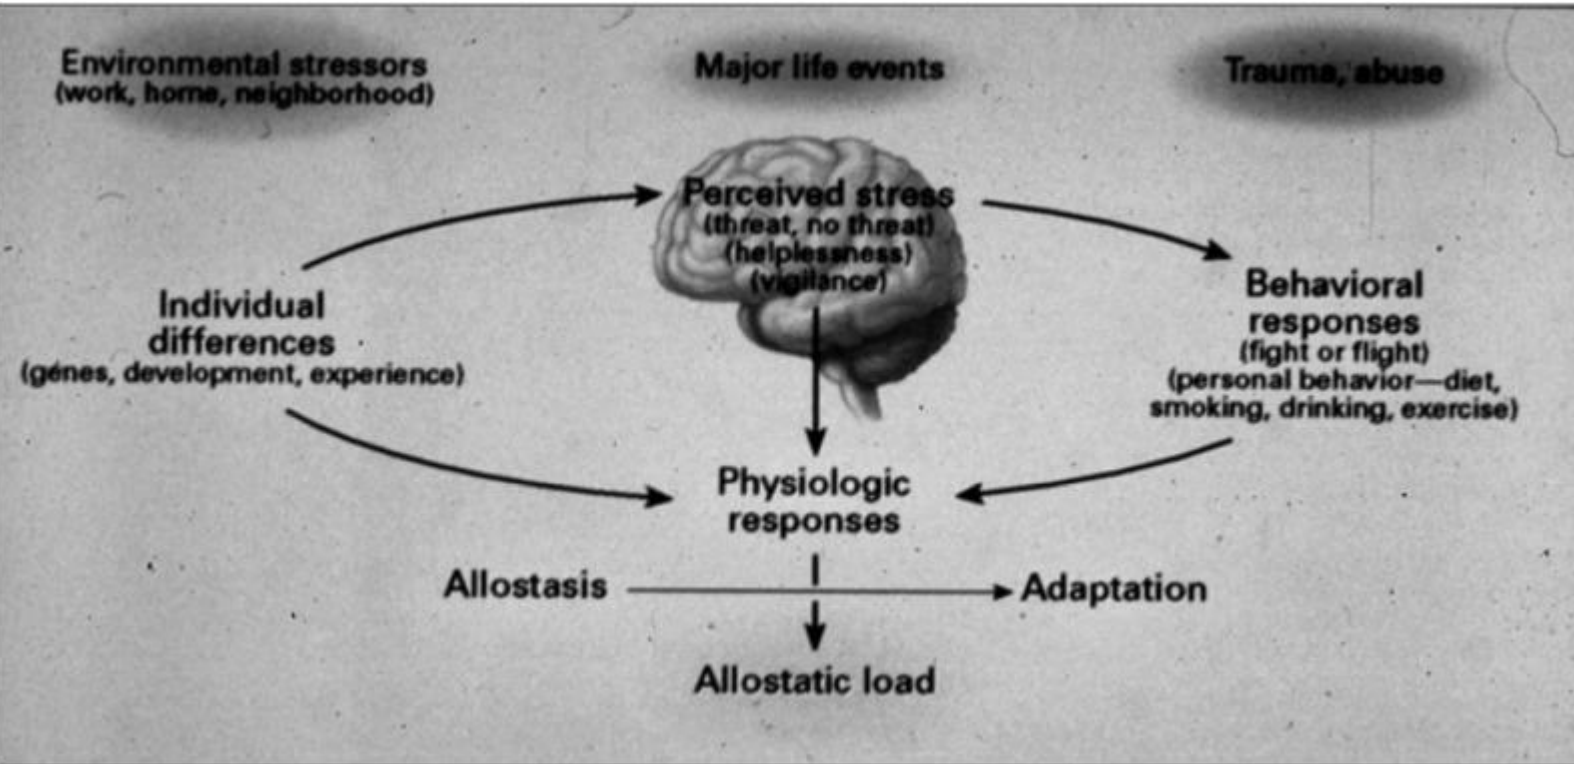 Environmental stressors
(work, home, neighborhood)
Major life events
Trauma, abuse
Perceived stress
(threat, no threat)
(helplessness)
(vigilance)
Individual
differences
(genes, development, experience)
Behavioral
responses
(fight or flight)
(personal behavior—diet,
smoking, drinking, exercise)
Physiologic
responses
Allostasis
Adaptation
Allostatic load